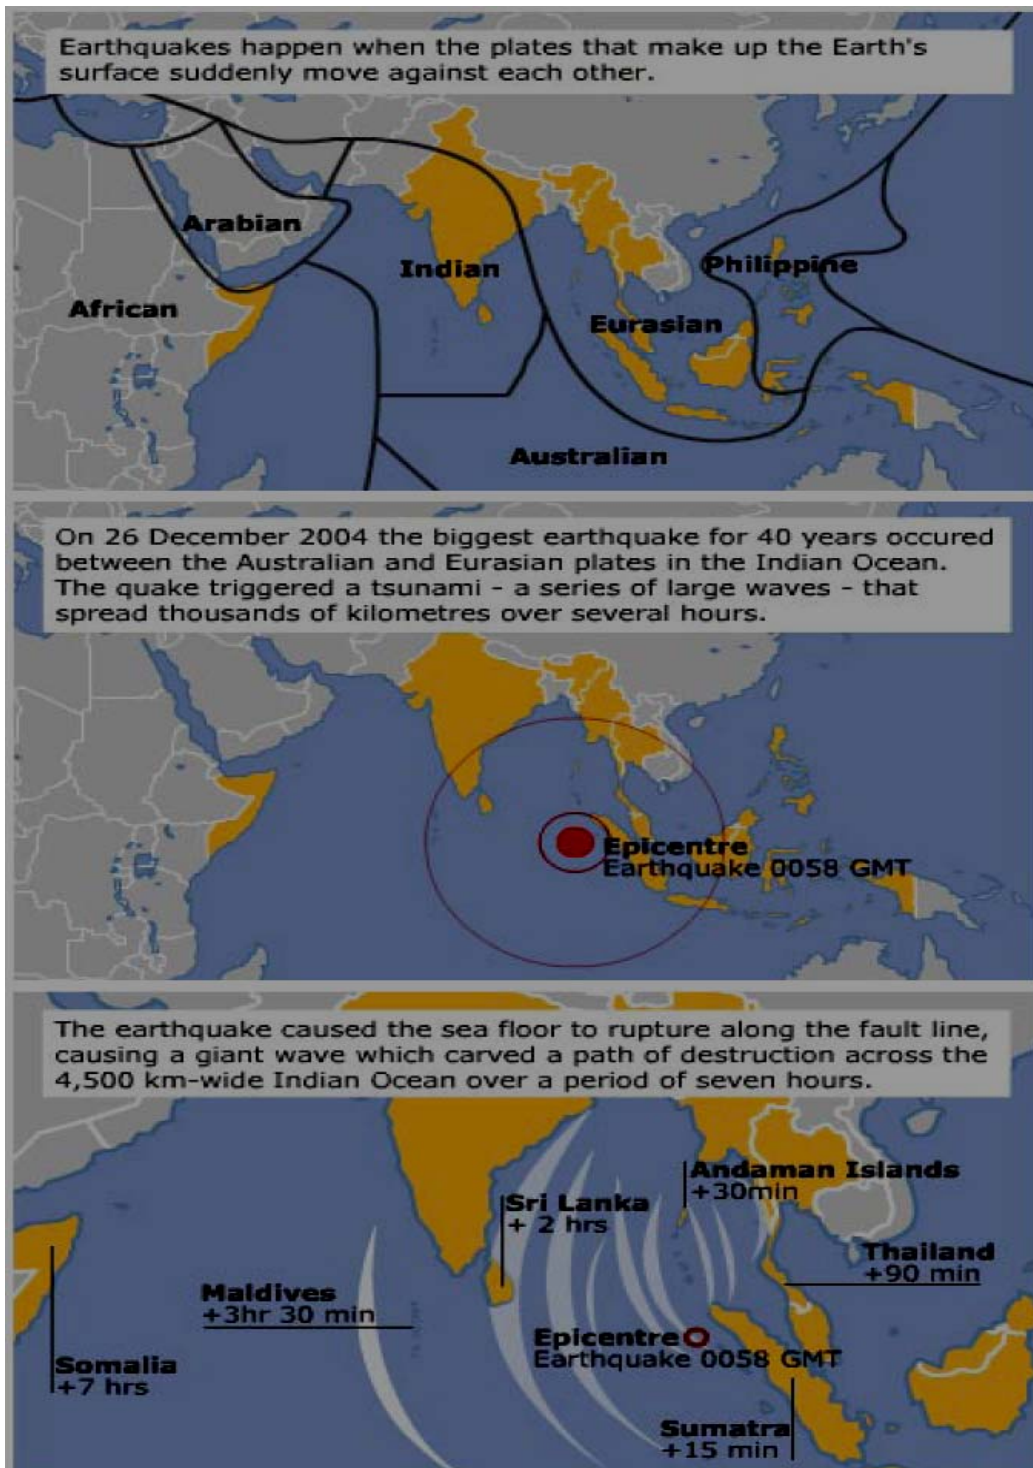 Earthquakes happen when the plates that make up the Earth's
surface suddenly move against each other.
Arabian
Indian
Philippine
African
Eurasian
Australian
On 26 December 2004 the biggest earthquake for 40 years occured
between the Australian and Eurasian plates in the Indian Ocean.
The quake triggered a tsunami - a series of large waves - that
spread thousands of kilometres over several hours.
Epicentre
Earthquake 0058 GMT
The earthquake caused the sea floor to rupture along the fault line,
causing a giant wave which carved a path of destruction across the
4,500 km-wide Indian Ocean over a period of seven hours.
Andaman Islands
+30min
Sri Lanka
+ 2 hrs
Thailand
+90 min
Maldives
+3hr 30 min
Epicentre
Earthquake 0058 GMT
Somalia
+7 hrs
Sumatra
+15 min